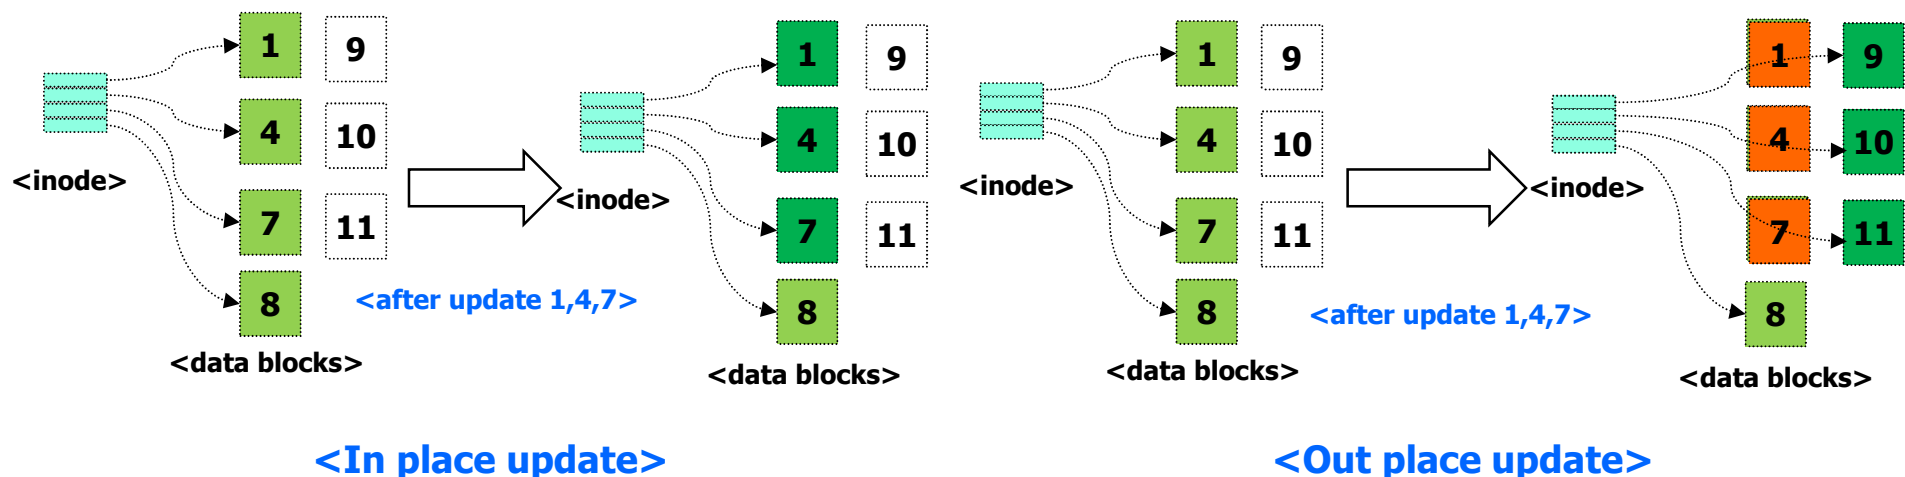 1 9
4 10
<inode>
7 11
8
<after update 1,4,7>
<data blocks>
1 9
4 10
<inode>
7 11
8
<data blocks>
<In place update>
1 9
4 10
<inode>
7 11
8
<after update 1,4,7>
<data blocks>
1 9
4 10
<inode>
7 11
8
<data blocks>
<Out place update>